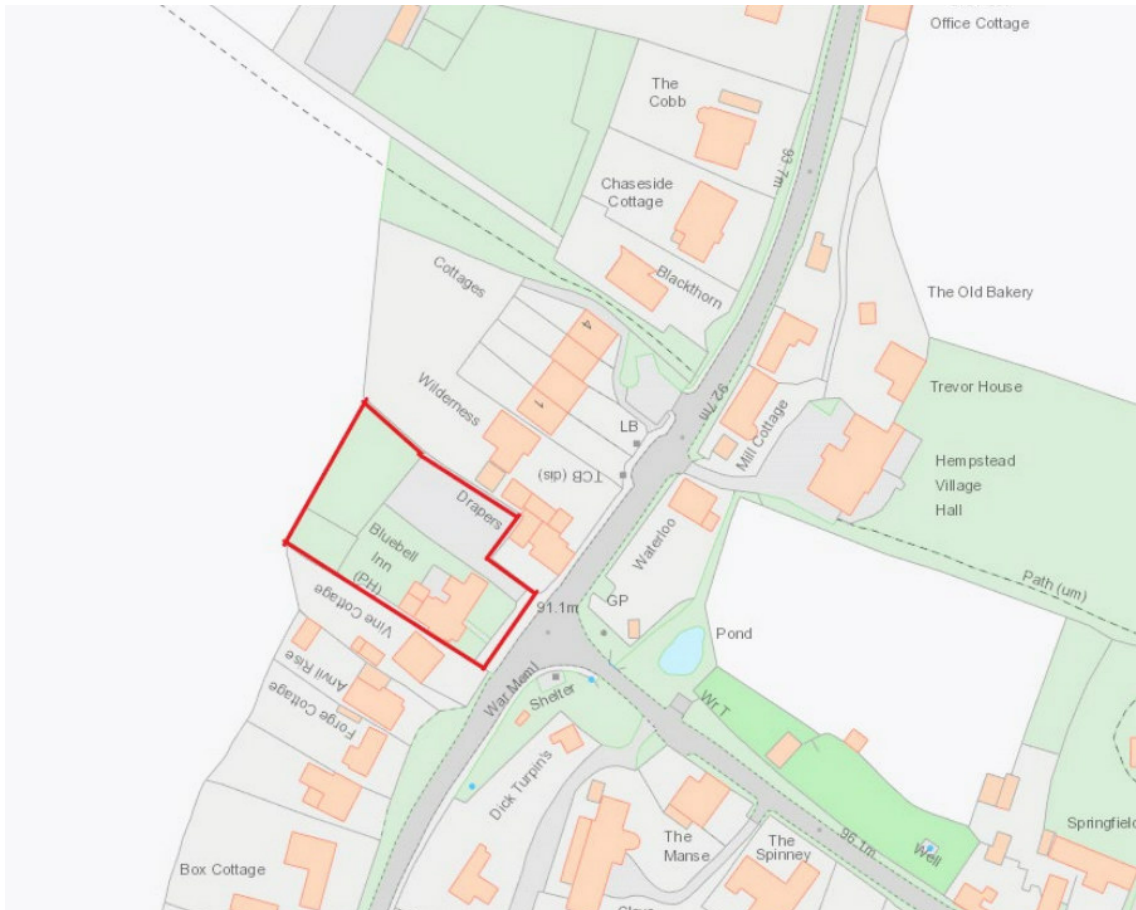 Office Cottage
The
Cobb
93.7m
Chaseside
Cottage
Blackthorn
Cottages
The Old Bakery
4
1
Wilderness
92.7m
Trevor House
LB
Mill Cottage
TCB (dis)
Hempstead
Village
Hall
Drapers
Bluebell
Inn
(PH)
Waterloo
Path (um)
GP
91.1m
Pond
Vine Cottage
Anvil Rise
Forge Cottage
War Meml
Shelter
Wr T
Dick Turpin's
The
Manse
The
Spinney
96.1m
Well
Springfield
Box Cottage